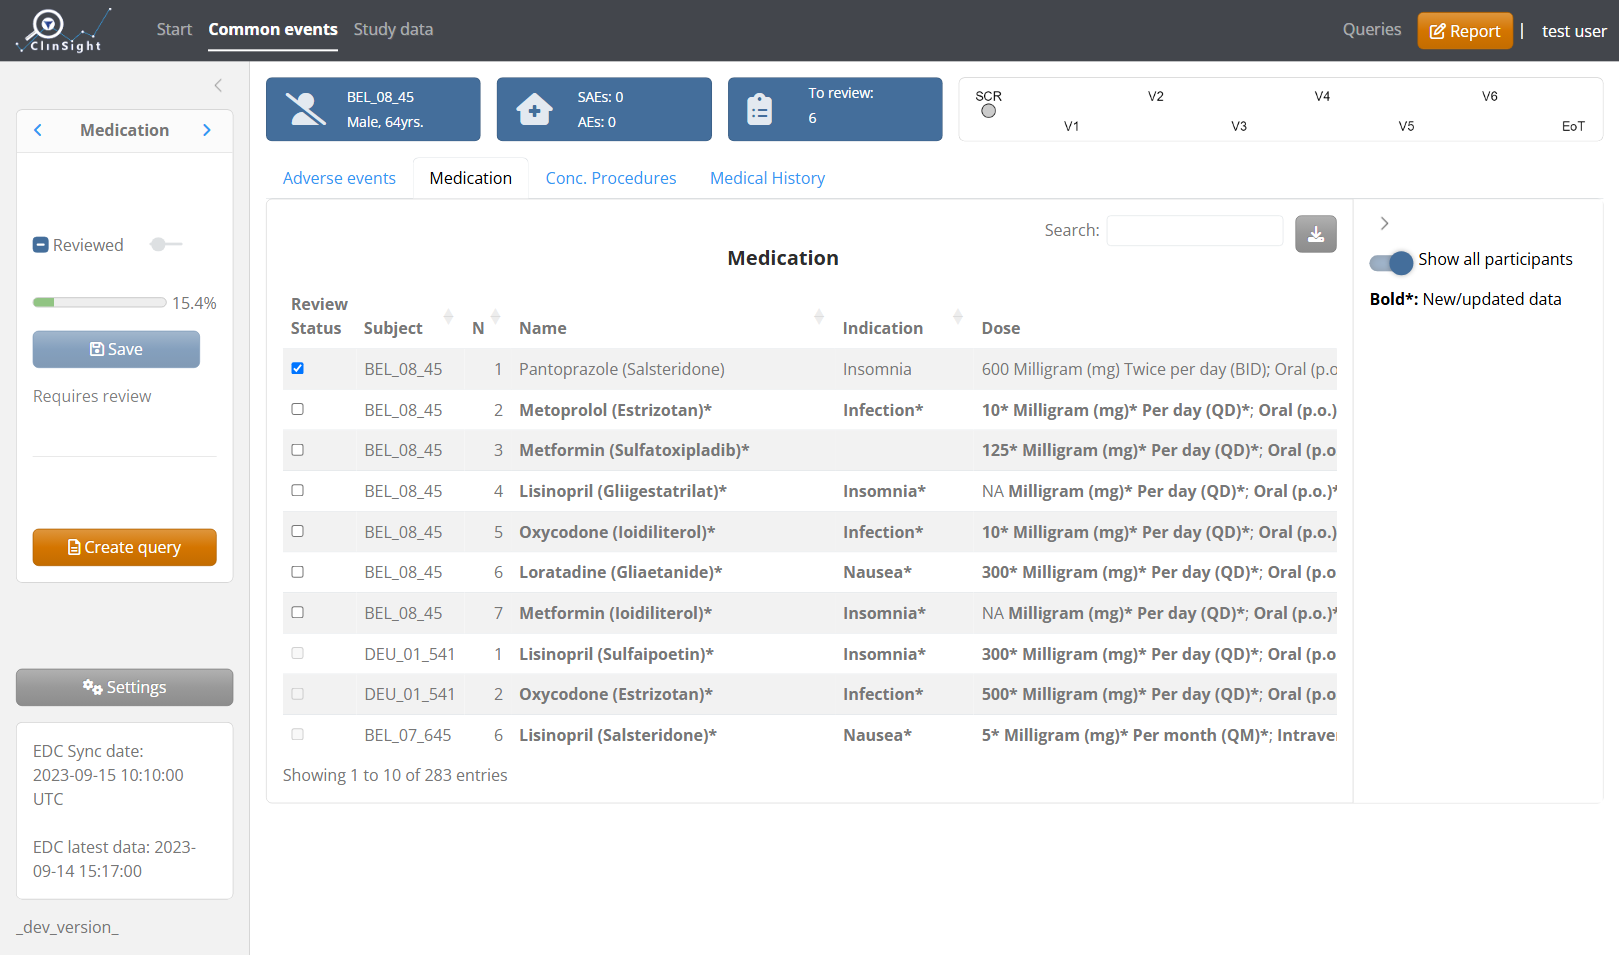 ClinSight
Start Common events Study data
Queries Report | test user
Medication
Reviewed
15.4%
Save
Requires review
Create query
Settings
EDC Sync date:
2023-09-15 10:10:00
UTC
EDC latest data: 2023-
09-14 15:17:00
_dev_version_
BEL_08_45
Male, 64yrs.
SAEs: 0
AEs: 0
To review:
6
SCR V2 V4 V6
V1 V3 V5 EoT
Adverse events Medication Conc. Procedures Medical History
Search:
Medication
Review
Status Subject N Name Indication Dose
BEL_08_45 1 Pantoprazole (Salsteridone) Insomnia 600 Milligram (mg) Twice per day (BID); Oral (p.o
BEL_08_45 2 Metoprolol (Estrizotan)* Infection* 10* Milligram (mg)* Per day (QD)*; Oral (p.o.)
BEL_08_45 3 Metformin (Sulfatoxipladib)* 125* Milligram (mg)* Per day (QD)*; Oral (p.o
BEL_08_45 4 Lisinopril (Gliigestatrilat)* Insomnia* NA Milligram (mg)* Per day (QD)*; Oral (p.o.)*
BEL_08_45 5 Oxycodone (Ioidiliterol)* Infection* 10* Milligram (mg)* Per day (QD)*; Oral (p.o.)
BEL_08_45 6 Loratadine (Gliaetanide)* Nausea* 300* Milligram (mg)* Per day (QD)*; Oral (p.o
BEL_08_45 7 Metformin (Ioidiliterol)* Insomnia* NA Milligram (mg)* Per day (QD)*; Oral (p.o.)*
DEU_01_541 1 Lisinopril (Sulfaipoetin)* Insomnia* 300* Milligram (mg)* Per day (QD)*; Oral (p.o
DEU_01_541 2 Oxycodone (Estrizotan)* Infection* 500* Milligram (mg)* Per day (QD)*; Oral (p.o
BEL_07_645 6 Lisinopril (Salsteridone)* Nausea* 5* Milligram (mg)* Per month (QM)*; Intrave
Showing 1 to 10 of 283 entries
Show all participants
Bold*: New/updated data